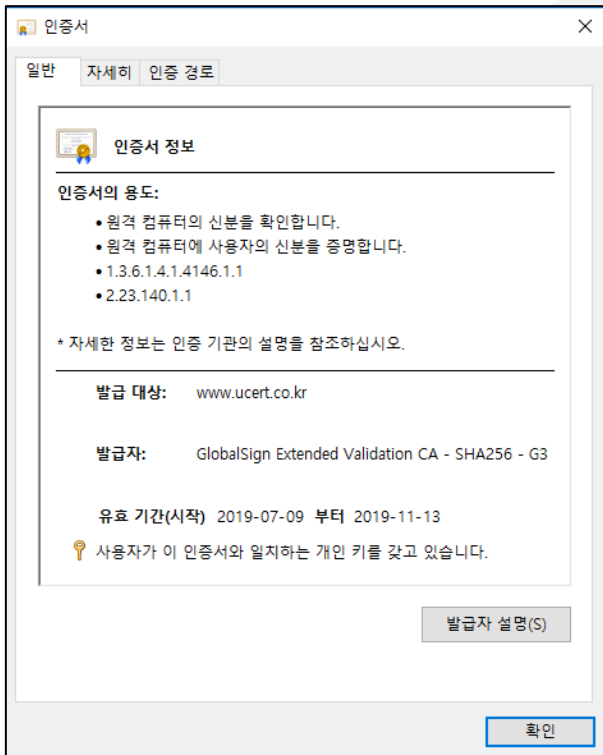 인증서
일반 자세히 인증 경로
인증서 정보
인증서의 용도:
• 원격 컴퓨터의 신분을 확인합니다.
• 원격 컴퓨터에 사용자의 신분을 증명합니다.
• 1.3.6.1.4.1.4146.1.1
• 2.23.140.1.1
* 자세한 정보는 인증 기관의 설명을 참조하십시오.
발급 대상: www.ucert.co.kr
발급자: GlobalSign Extended Validation CA - SHA256 - G3
유효 기간(시작) 2019-07-09 부터 2019-11-13
사용자가 이 인증서와 일치하는 개인 키를 갖고 있습니다.
발급자 설명(S)
확인